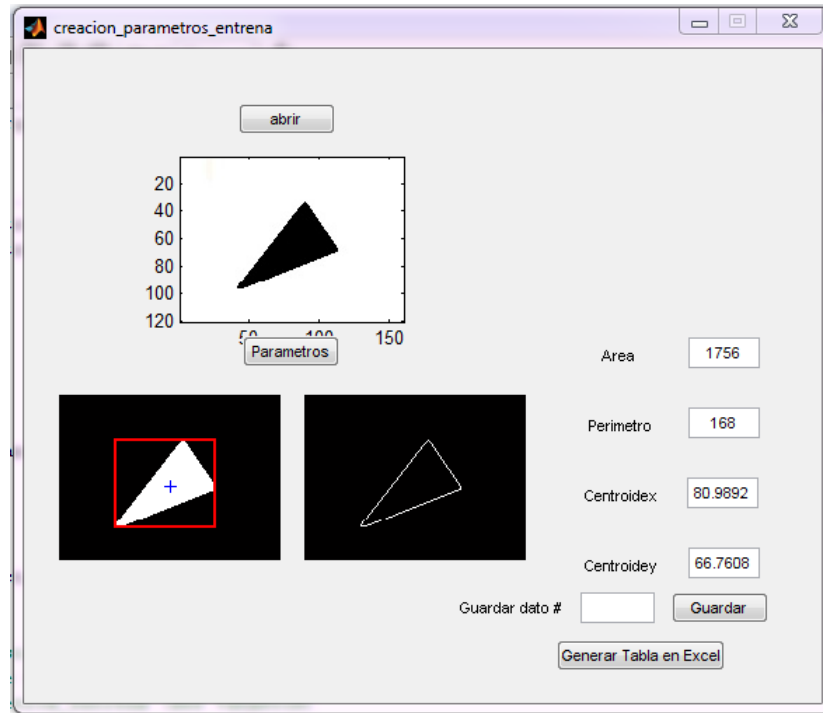 creacion_parametros_entrena
abrir
20
40
60
80
100
120
150
Parametros
Area 1756
Perimetro 168
Centroidex 80.9892
Centroidey 66.7608
Guardar dato # Guardar
Generar Tabla en Excel